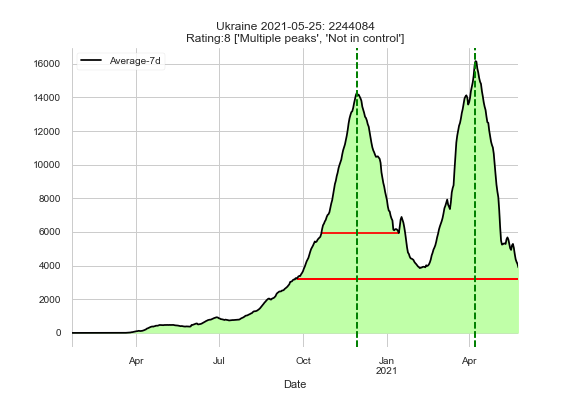 Ukraine 2021-05-25: 2244084
Rating:8 ['Multiple peaks', 'Not in control']
Average-7d
16000
14000
12000
10000
8000
6000
4000
2000
0
Apr Jul Oct Jan Apr
2021
Date